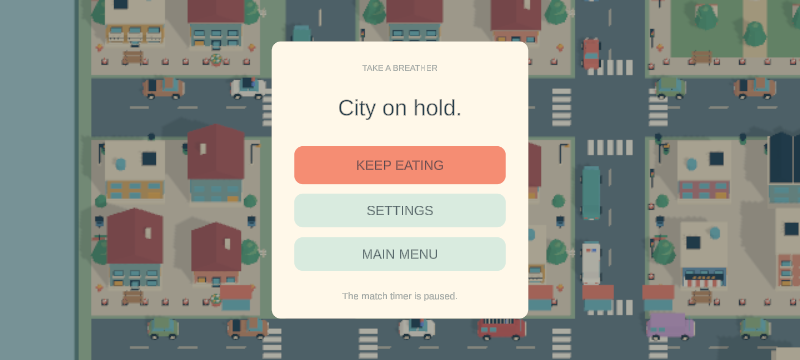 TAKE A BREATHER
City on hold.
KEEP EATING
SETTINGS
MAIN MENU
The match timer is paused.